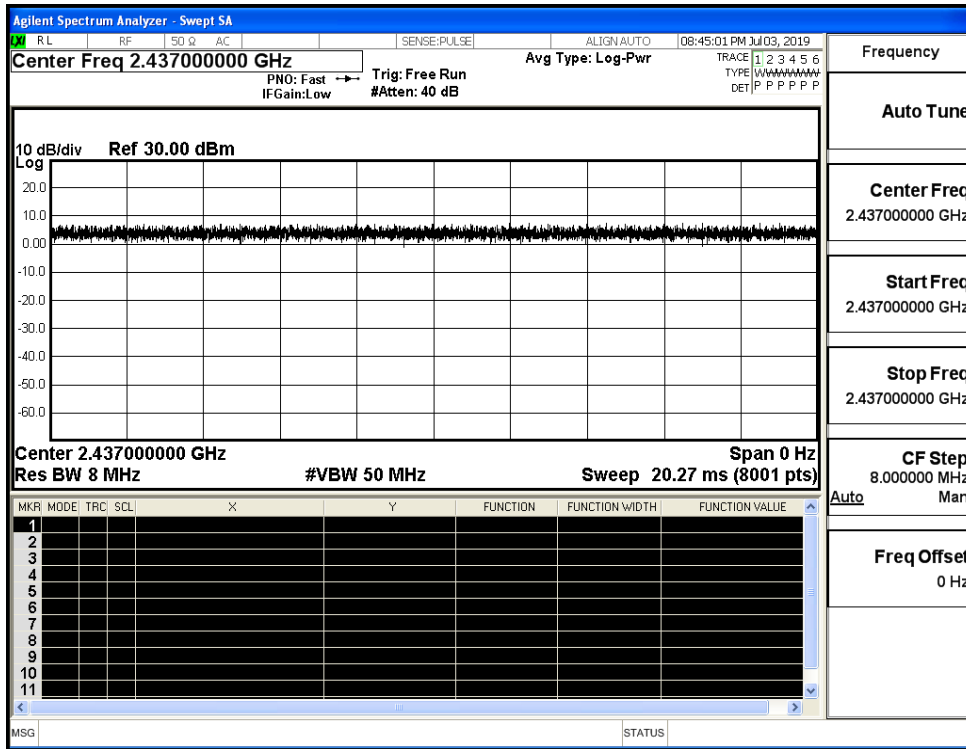 Agilent Spectrum Analyzer - Swept SA
LXI RL RF 50 Ω AC SENSE:PULSE ALIGN AUTO 08:45:01 PM Jul 03, 2019
Center Freq 2.437000000 GHz
Avg Type: Log-Pwr
TRACE 1 2 3 4 5 6
PNO: Fast Trig: Free Run
TYPE
IFGain:Low #Atten: 40 dB
DET P P P P P P
10 dB/div Ref 30.00 dBm
Log
20.0
10.0
0.00
-10.0
-20.0
-30.0
-40.0
-50.0
-60.0
Center 2.437000000 GHz Span 0 Hz
Res BW 8 MHz #VBW 50 MHz Sweep 20.27 ms (8001 pts)
MKR MODE TRC SCL X Y FUNCTION FUNCTION WIDTH FUNCTION VALUE
1
2
3
4
5
6
7
8
9
10
11
MSG STATUS
Frequency
Auto Tune
Center Freq
2.437000000 GHz
Start Freq
2.437000000 GHz
Stop Freq
2.437000000 GHz
CF Step
8.000000 MHz
Auto Man
Freq Offset
0 Hz